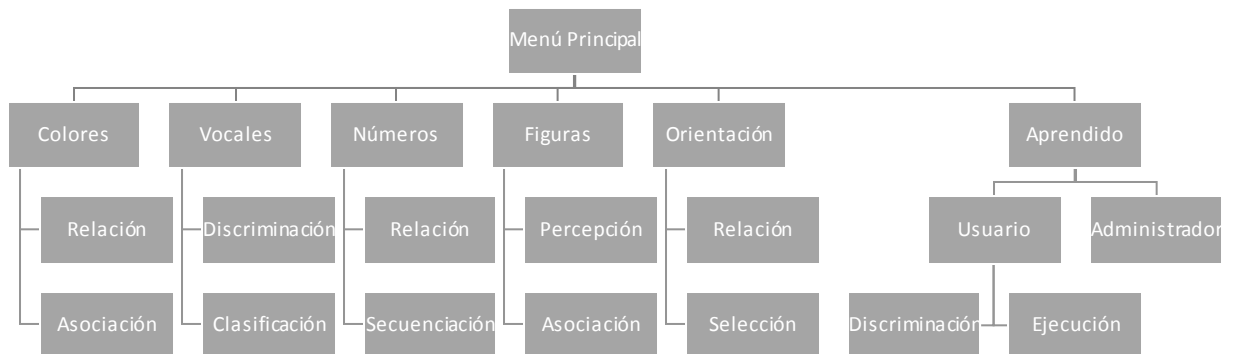 Menú Principal
Colores
Vocales
Números
Figuras
Orientación
Aprendido
Relación
Discriminación
Relación
Percepción
Relación
Usuario
Administrador
Asociación
Clasificación
Secuenciación
Asociación
Selección
Discriminación
Ejecución